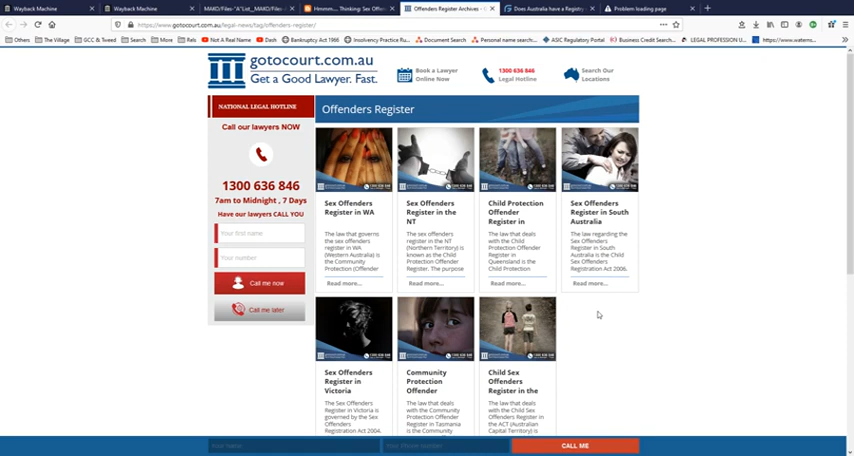 Wayback Machine
Wayback Machine
MAKO/Files-"A"List_MAKO/Files-
Hmmm... Thinking: Sex Offen
Offenders Register Archives - G
Does Australia have a Registry
Problem loading page
https://www.gotocourt.com.au/legal-news/tag/offenders-register/
Others
The Village
GCC & Tweed
Search
More
Rels
Not A Real Name
Dash
Bankruptcy Act 1966
Insolvency Practice Ru...
Document Search
Personal name search...
ASIC Regulatory Portal
Business Credit Search...
LEGAL PROFESSION U...
https://www.watems...
gotocourt.com.au
Get a Good Lawyer. Fast.
Book a Lawyer
Online Now
1300 636 846
Legal Hotline
Search Our
Locations
NATIONAL LEGAL HOTLINE
Call our lawyers NOW
1300 636 846
7am to Midnight , 7 Days
Have our lawyers CALL YOU
Your first name
Your number
Call me now
Call me later
Offenders Register
Sex Offenders
Register in WA
The law that governs
the sex offenders
register in WA
(Western Australia) is
the Community
Protection (Offender
Read more...
Sex Offenders
Register in the
NT
The sex offenders
register in the NT
(Northern Territory) is
known as the Child
Protection Offender
Register. The purpose
Read more...
Child Protection
Offender
Register in
The law that deals
with the Child
Protection Offender
Register in
Queensland is the
Child Protection
Read more...
Sex Offenders
Register in South
Australia
The law regarding the
Sex Offenders
Register in South
Australia is the Child
Sex Offenders
Registration Act 2006.
Read more...
Sex Offenders
Register in
Victoria
The Sex Offenders
Register in Victoria is
governed by the Sex
Offenders
Registration Act 2004.
Community
Protection
Offender
The law that deals
with the Community
Protection Offender
Register in Tasmania
is the Community
Child Sex
Offenders
Register in the
The law that deals
with the Child Sex
Offenders Register in
the ACT (Australian
Capital Territory) is
Your Name
Your Phone number
CALL ME